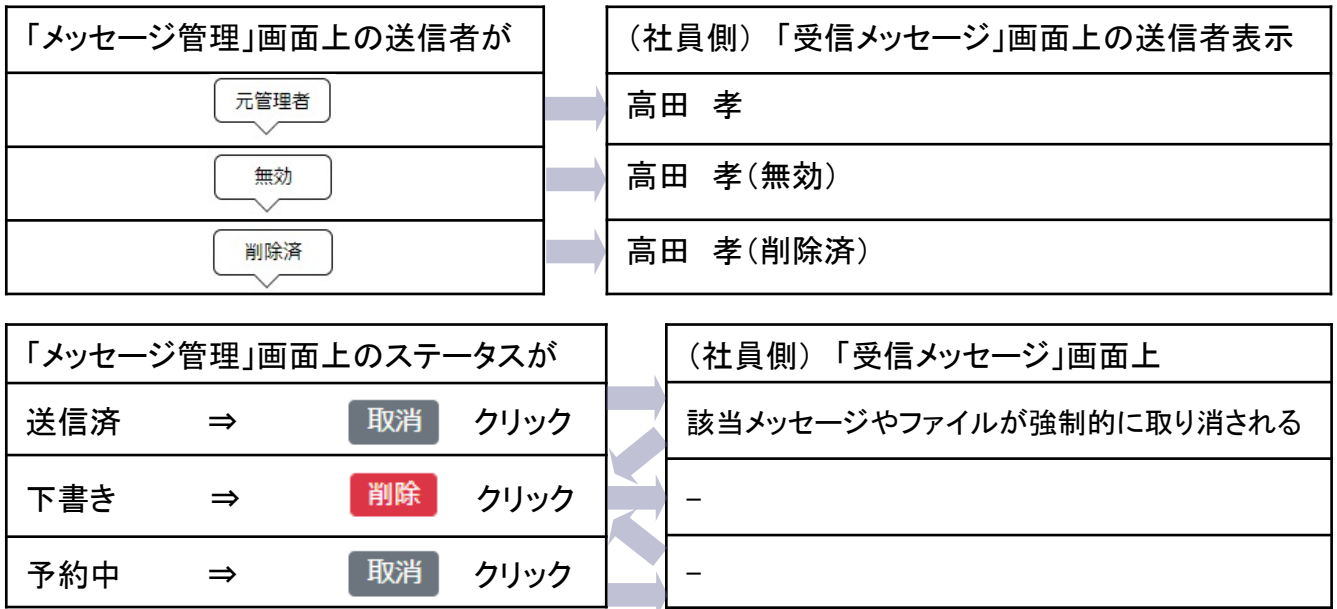 「メッセージ管理」画面上の送信者が
（社員側）「受信メッセージ」画面上の送信者表示
元管理者
高田　孝
無効
高田　孝（無効）
削除済
高田　孝（削除済）
「メッセージ管理」画面上のステータスが
（社員側）「受信メッセージ」画面上
送信済 ⇒ 取消 クリック
該当メッセージやファイルが強制的に取り消される
下書き ⇒ 削除 クリック
–
予約中 ⇒ 取消 クリック
–